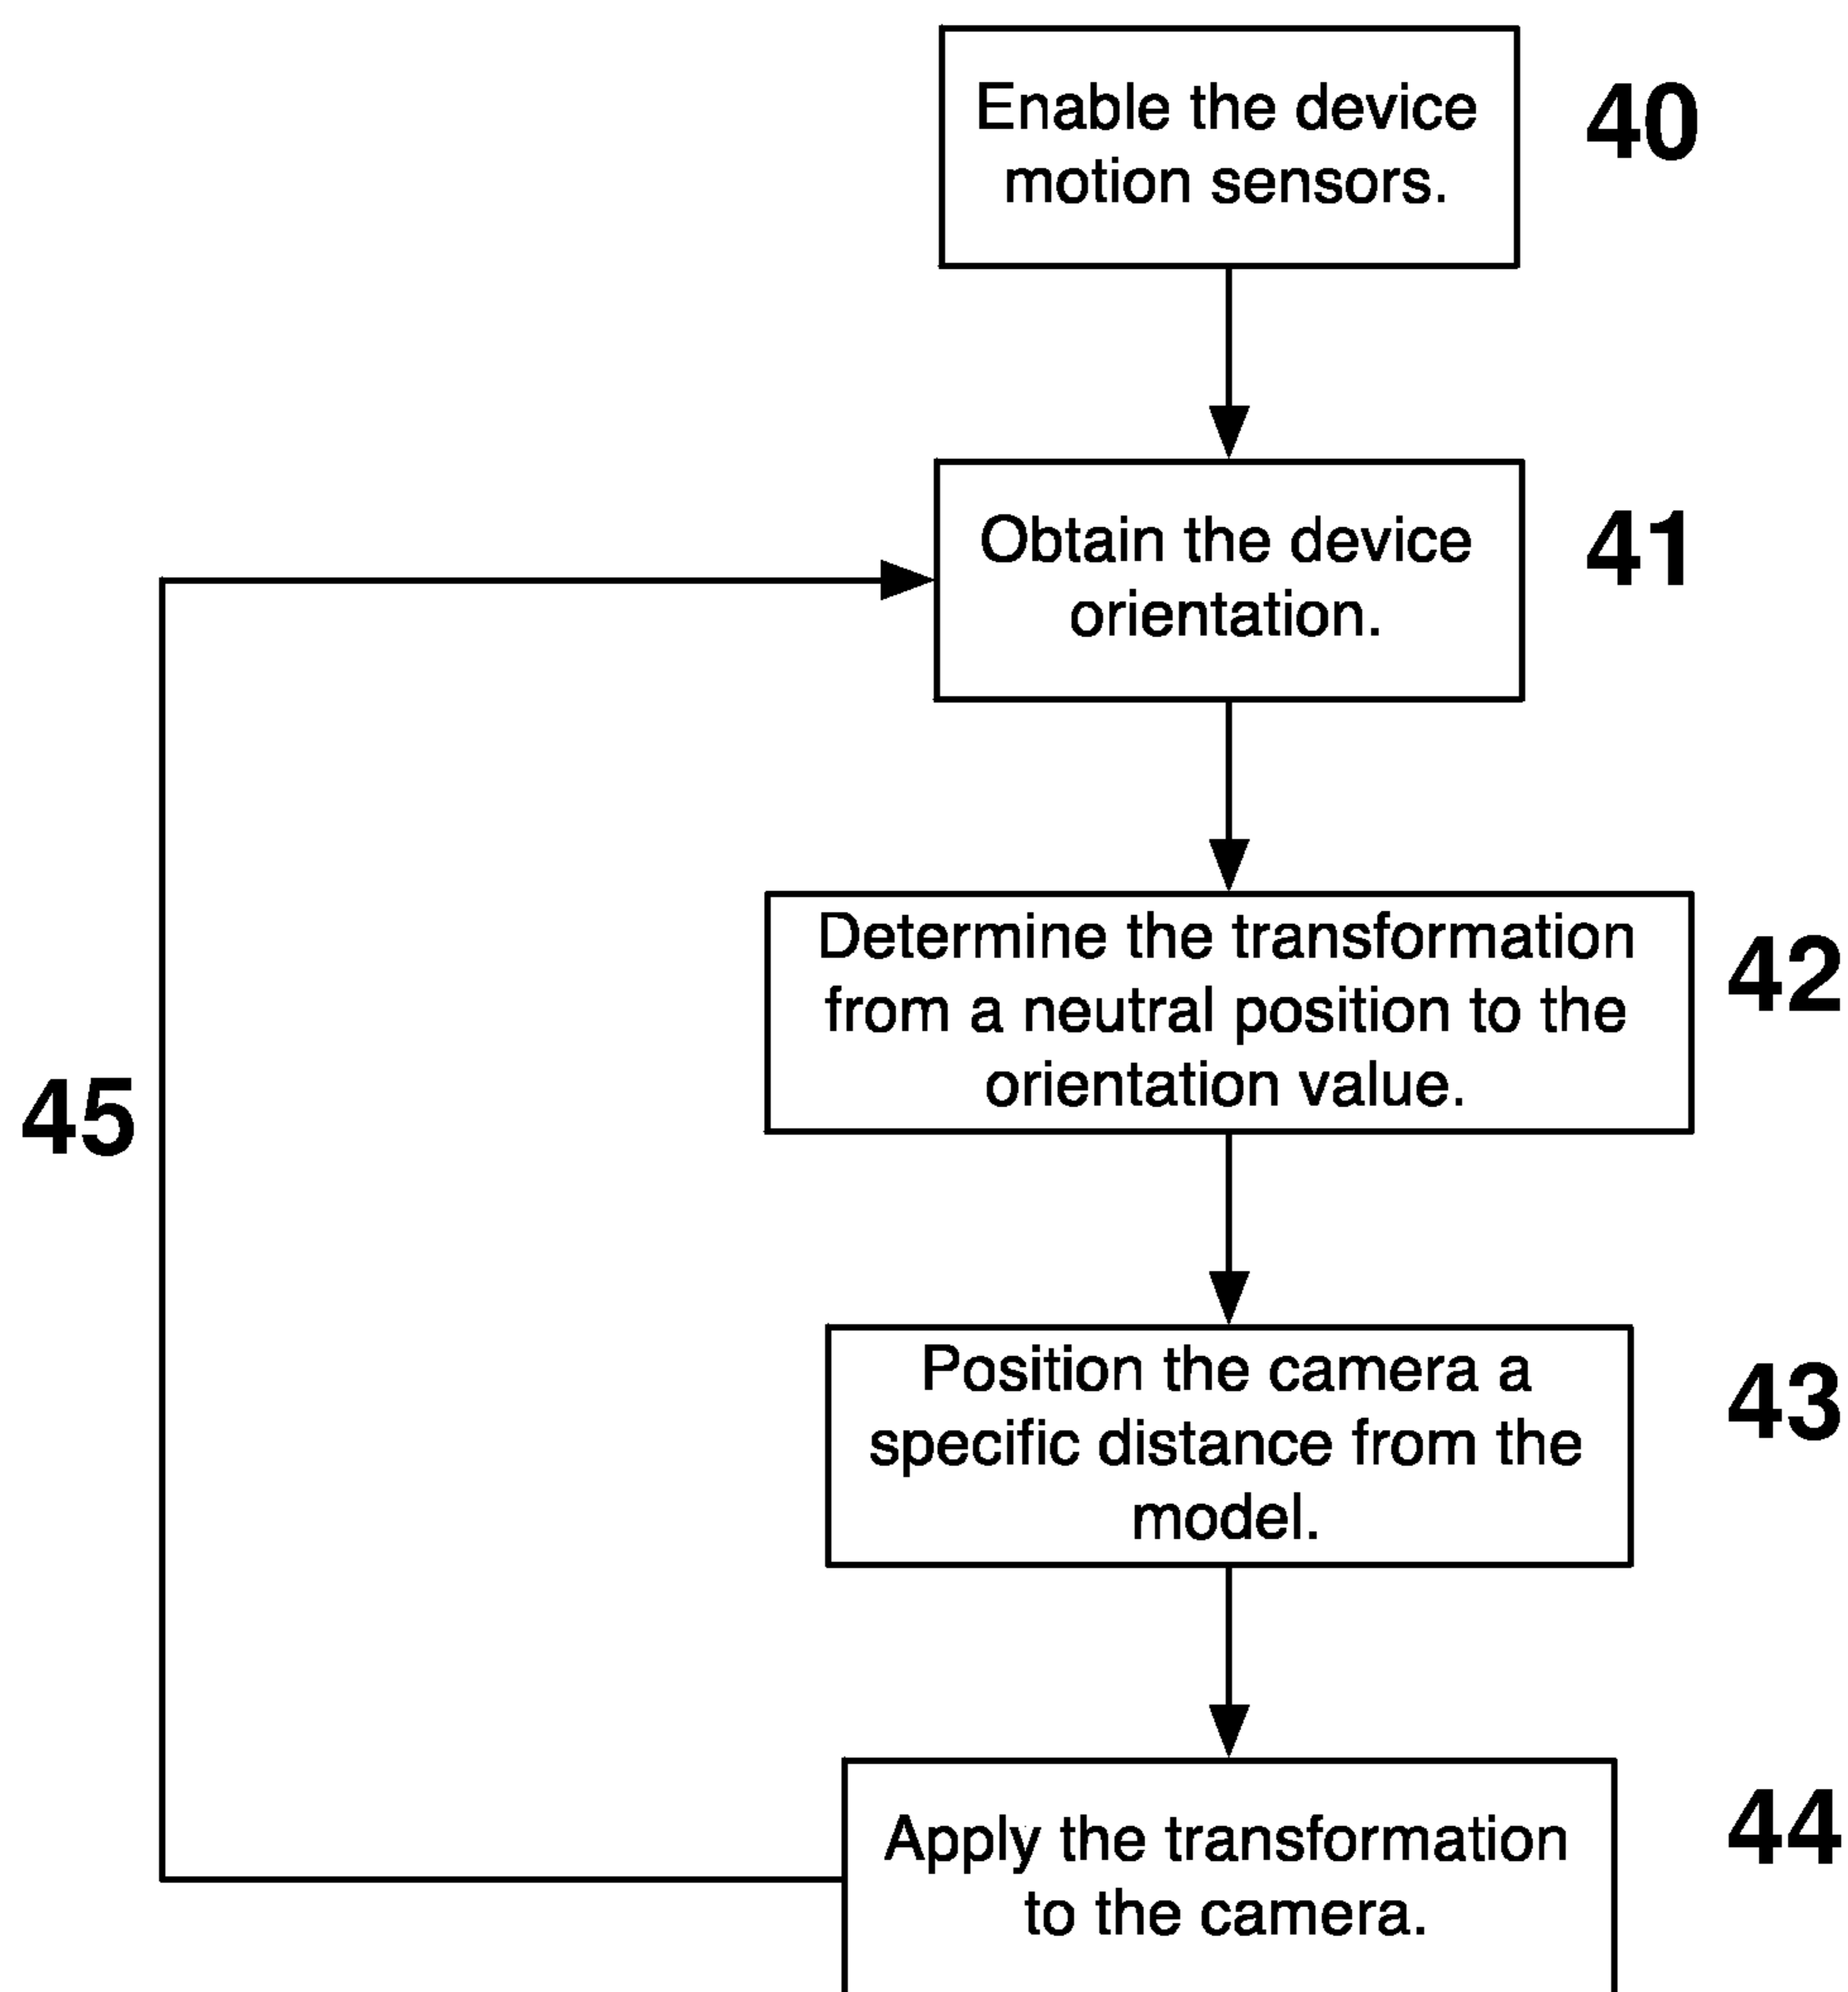 Enable the device
motion sensors.
40
Obtain the device
orientation.
41
Determine the transformation
from a neutral position to the
orientation value.
42
45
Position the camera a
specific distance from the
model.
43
Apply the transformation
to the camera.
44